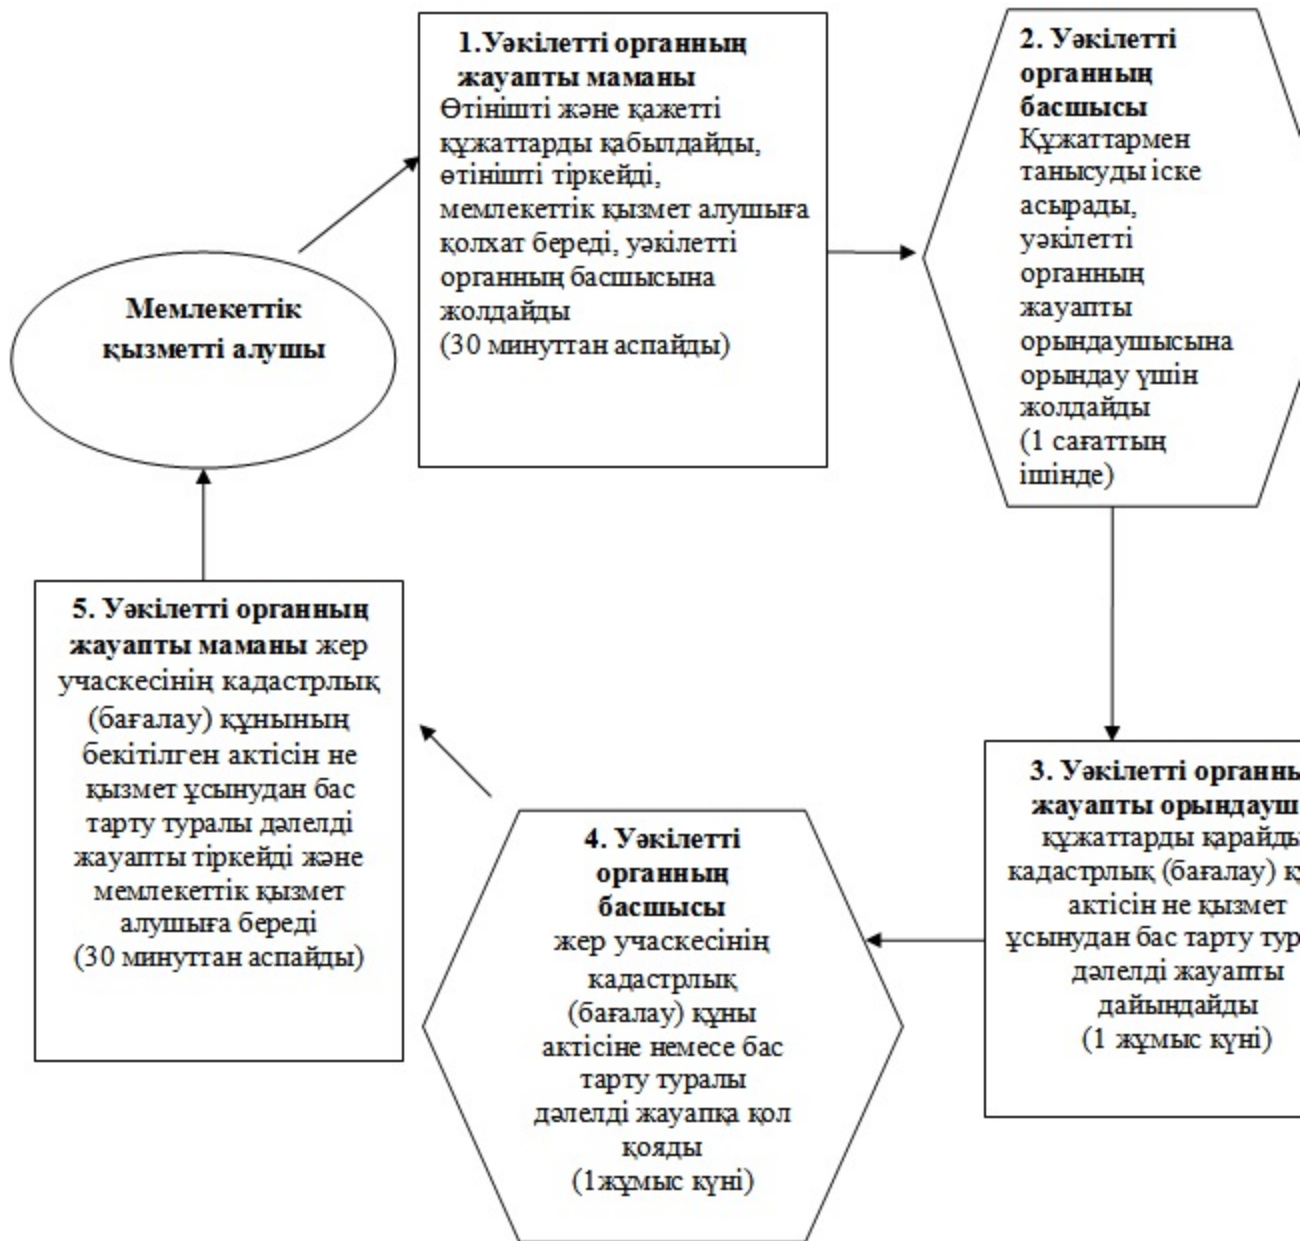 Мемлекеттік
қызметті алушы
1.Уәкілетті органның
жауапты маманы
Өтінішті және қажетті
құжаттарды қабылдайды,
өтінішті тіркейді,
мемлекеттік қызмет алушыға
қолхат береді, уәкілетті
органның басшысына
жолдайды
(30 минуттан аспайды)
2. Уәкілетті
органның
басшысы
Құжаттармен
танысуды іске
асырады,
уәкілетті
органның
жауапты
орындаушысына
орындау үшін
жолдайды
(1 сағаттың
ішінде)
3. Уәкілетті
жауапты
құжаттарды қарайды
кадастрлық (бағалау)
актісін не қызмет
ұсынудан бас тарту
дәлелді жауапты
дайындайды
(1 жұмыс күні)
4. Уәкілетті
органның
басшысы
жер учаскесінің
кадастрлық
(бағалау) құны
актісіне немесе бас
тарту туралы
дәлелді жауапқа қол
қояды
(1жұмыс күні)
5. Уәкілетті органның
жауапты маманы жер
учаскесінің кадастрлық
(бағалау) құнының
бекітілген актісін не
қызмет ұсынудан бас
тарту туралы дәлелді
жауапты тіркейді және
мемлекеттік қызмет
алушыға береді
(30 минуттан аспайды)